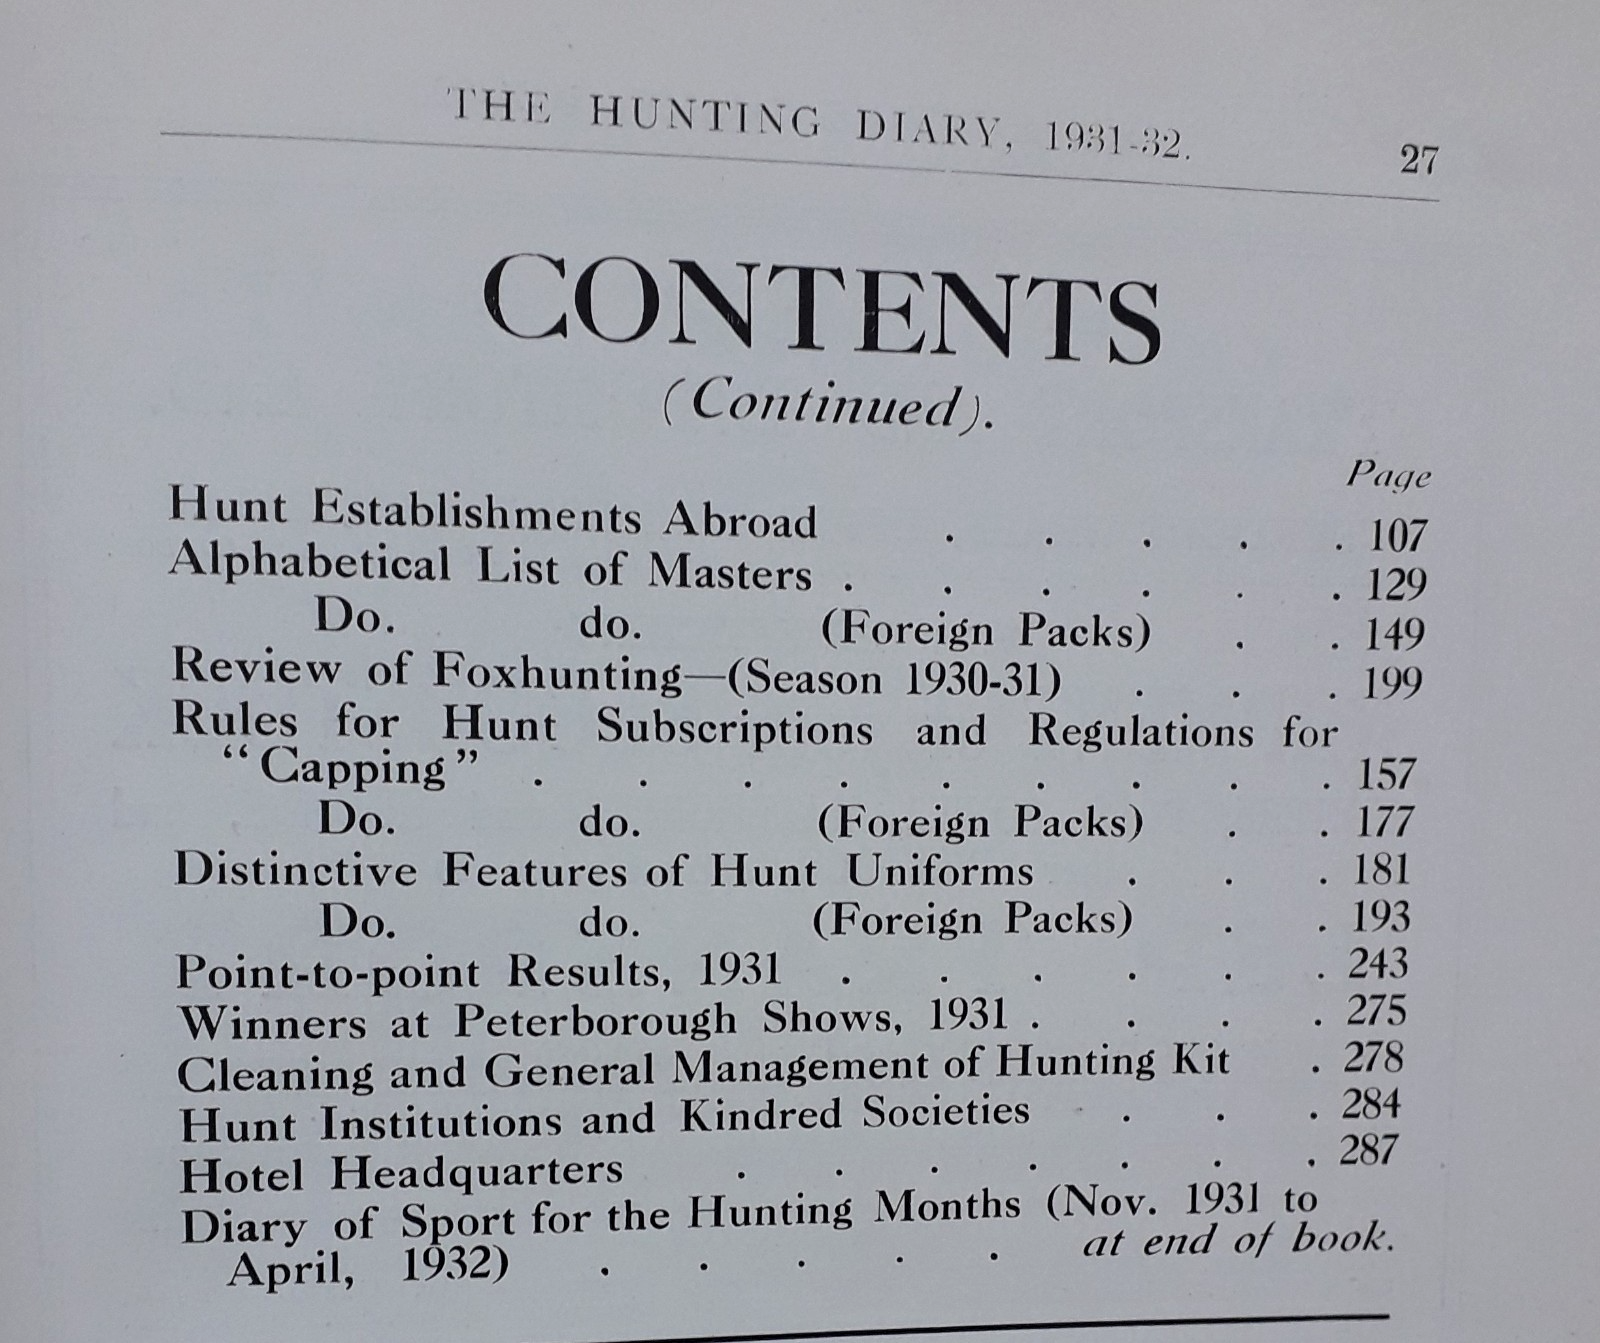 THE HUNTING DIARY, 1931-32. 27
CONTENTS
(Continued).
Page
Hunt Establishments Abroad . . . . . 107
Alphabetical List of Masters . . . . . . 129
Do. do. (Foreign Packs) . . 149
Review of Foxhunting—(Season 1930-31) . . . 199
Rules for Hunt Subscriptions and Regulations for
“Capping” . . . . . . . . . 157
Do. do. (Foreign Packs) . . 177
Distinctive Features of Hunt Uniforms . . . 181
Do. do. (Foreign Packs) . . 193
Point-to-point Results, 1931 . . . . . . 243
Winners at Peterborough Shows, 1931 . . . . 275
Cleaning and General Management of Hunting Kit . 278
Hunt Institutions and Kindred Societies . . . 284
Hotel Headquarters . . . . . . . 287
Diary of Sport for the Hunting Months (Nov. 1931 to
April, 1932) . . . . . at end of book.